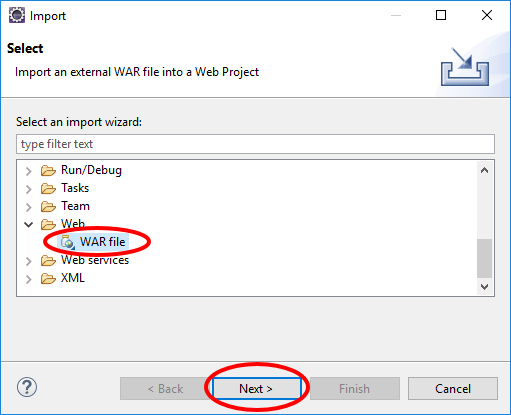 Import
Select
Import an external WAR file into a Web Project
Select an import wizard:
type filter text
Run/Debug
Tasks
Team
Web
WAR file
Web services
XML
?
< Back
Next >
Finish
Cancel